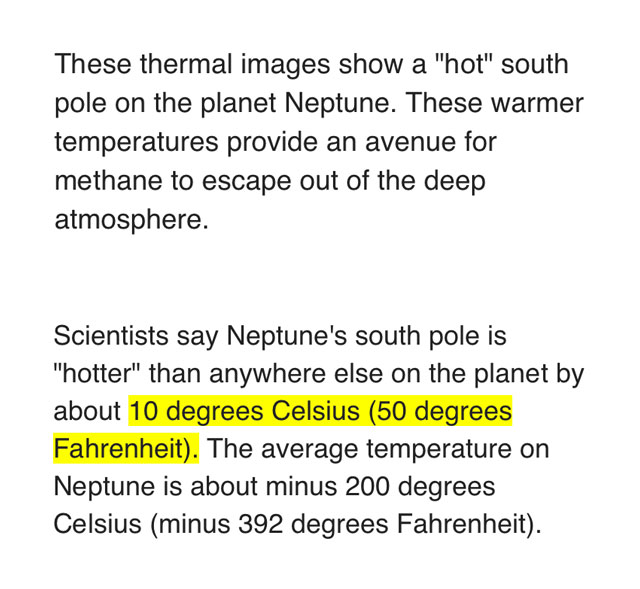 These thermal images show a "hot" south
pole on the planet Neptune. These warmer
temperatures provide an avenue for
methane to escape out of the deep
atmosphere.
Scientists say Neptune's south pole is
"hotter" than anywhere else on the planet by
about 10 degrees Celsius (50 degrees
Fahrenheit). The average temperature on
Neptune is about minus 200 degrees
Celsius (minus 392 degrees Fahrenheit).